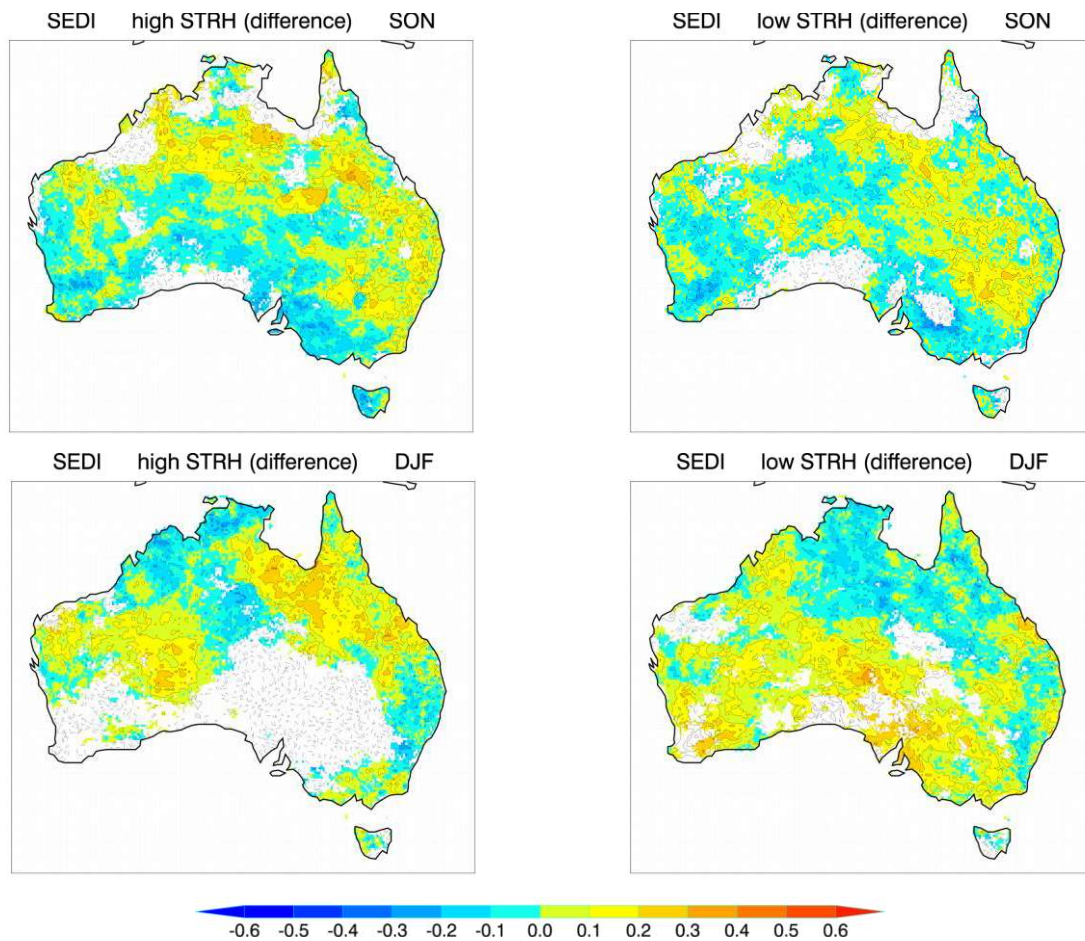 SEDI high STRH (difference) SON
SEDI low STRH (difference) SON
SEDI high STRH (difference) DJF
SEDI low STRH (difference) DJF
-0.6 -0.5 -0.4 -0.3 -0.2 -0.1 0.0 0.1 0.2 0.3 0.4 0.5 0.6